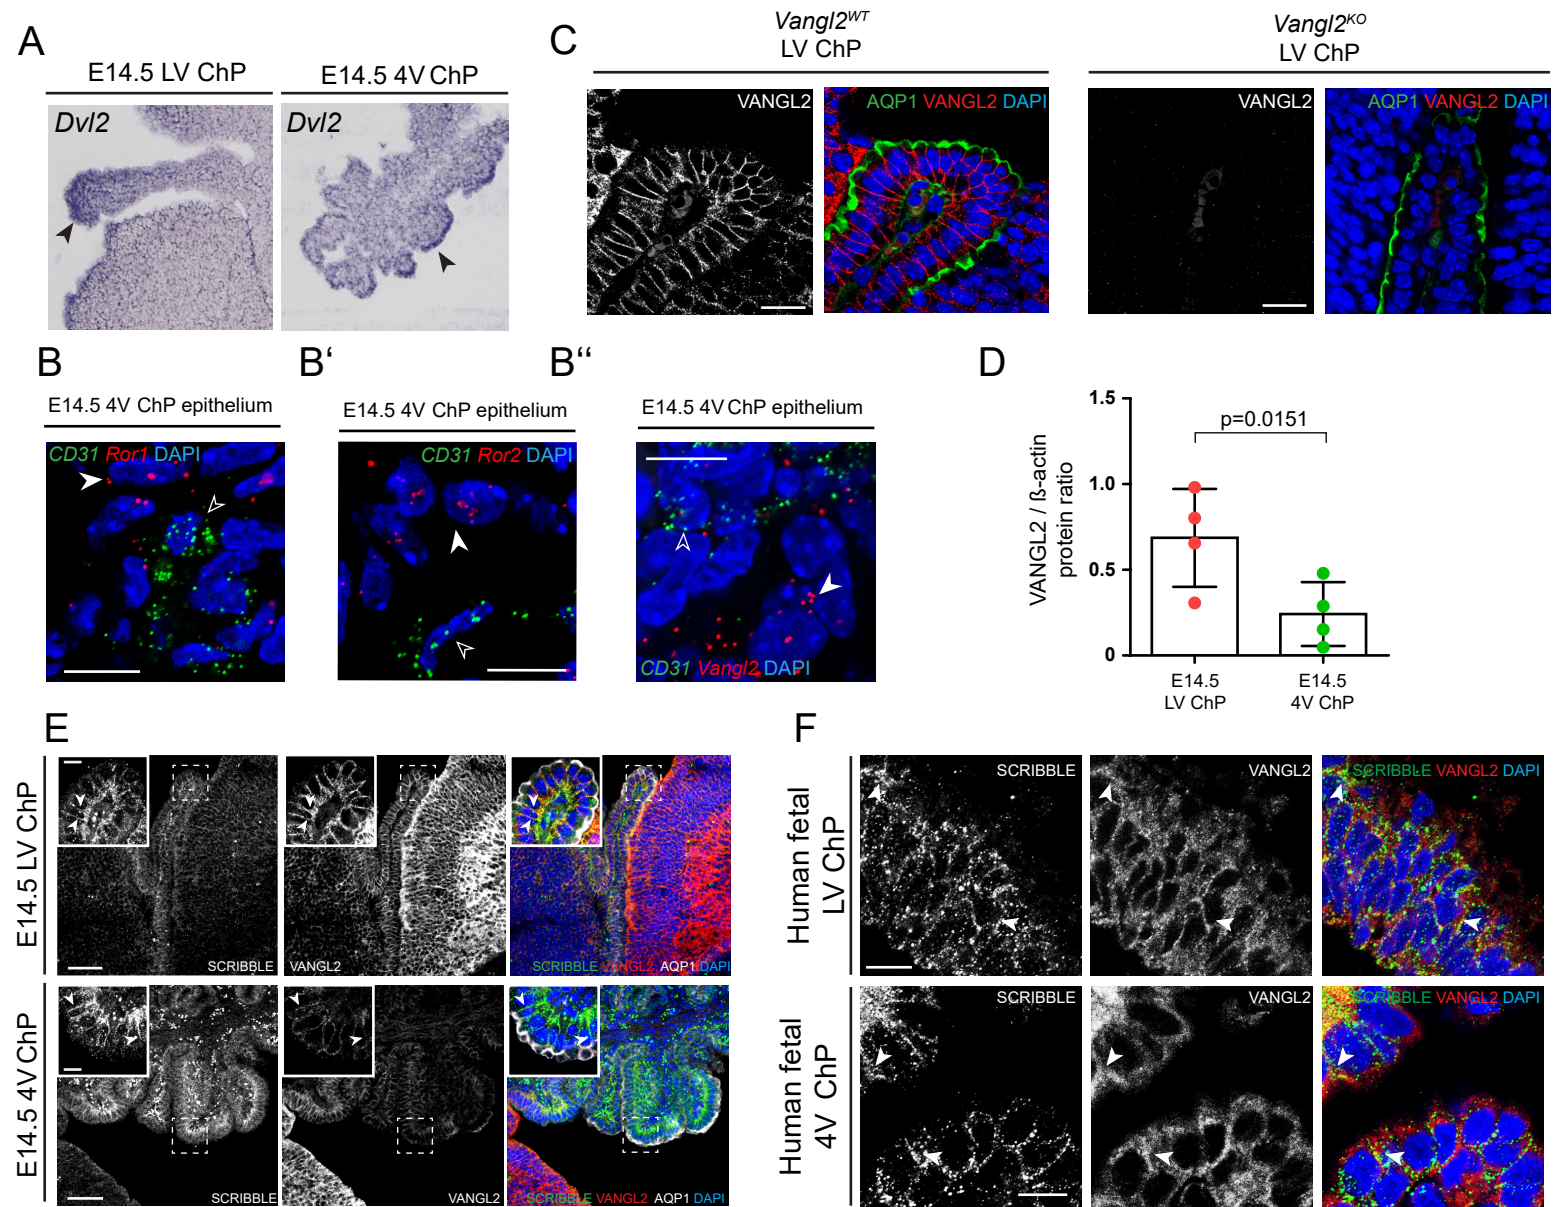 A
E14.5 LV ChP
E14.5 4V ChP
Dvl2
Dvl2
C
Vangl2WT
LV ChP
Vangl2KO
LV ChP
VANGL2
AQP1 VANGL2 DAPI
VANGL2
AQP1 VANGL2 DAPI
B
E14.5 4V ChP epithelium
CD31 Ror1 DAPI
B‘
E14.5 4V ChP epithelium
CD31 Ror2 DAPI
B‘‘
E14.5 4V ChP epithelium
CD31 Vangl2 DAPI
D
VANGL2 / ß-actin
protein ratio
1.5
1.0
0.5
0
p=0.0151
E14.5
LV ChP
E14.5
4V ChP
E
E14.5 LV ChP
SCRIBBLE
VANGL2
SCRIBBLE VANGL2 AQP1 DAPI
E14.5 4V ChP
SCRIBBLE
VANGL2
SCRIBBLE VANGL2 AQP1 DAPI
F
Human fetal
LV ChP
SCRIBBLE
VANGL2
SCRIBBLE VANGL2 DAPI
Human fetal
4V ChP
SCRIBBLE
VANGL2
SCRIBBLE VANGL2 DAPI